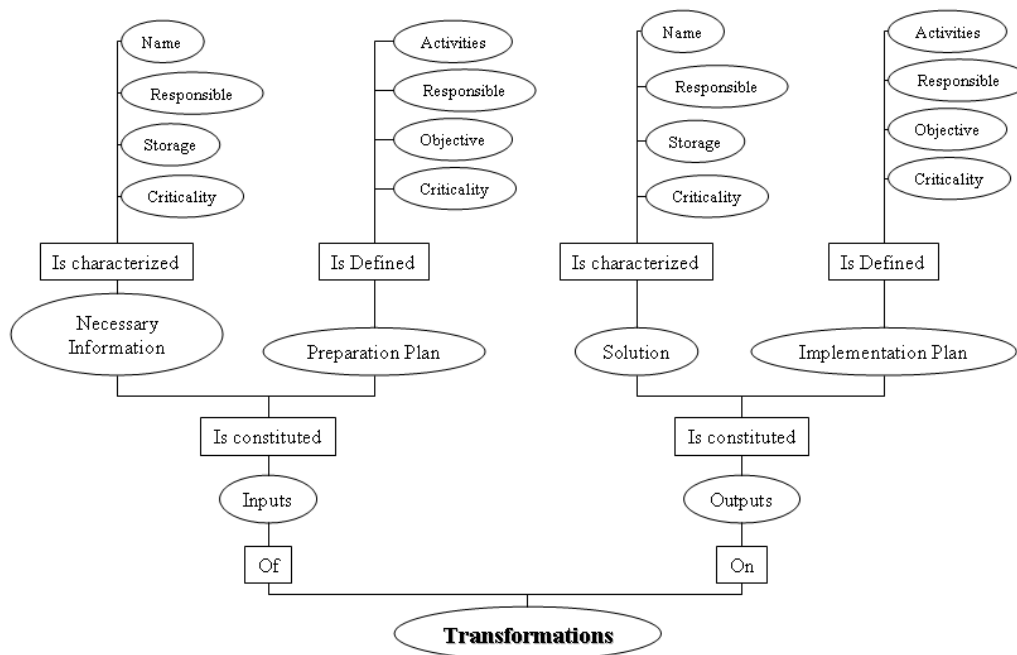 Name
Responsible
Storage
Criticality
Is characterized
Necessary
Information
Activities
Responsible
Objective
Criticality
Is Defined
Preparation Plan
Is constituted
Inputs
Of
Name
Responsible
Storage
Criticality
Is characterized
Solution
Activities
Responsible
Objective
Criticality
Is Defined
Implementation Plan
Is constituted
Outputs
On
Transformations